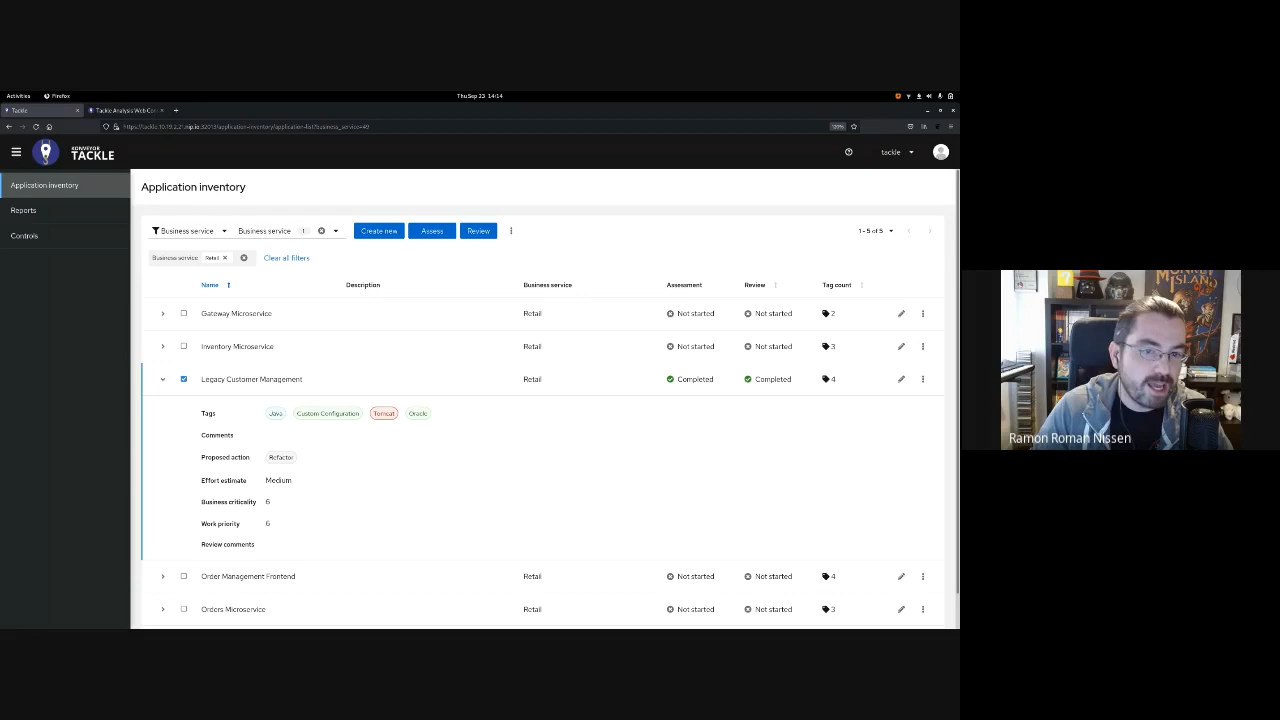 Activities Firefox Thu Sep 23 14:14
Tackle Tackle Analysis Web Con
https://tackle.10.19.2.21.nip.io:32013/application-inventory/application-list?business_service=49 120%
KONVEYOR
TACKLE
tackle
Application inventory
Reports
Controls
Application inventory
Business service Business service 1 Create new Assess Review 1 - 5 of 5
Business service Retail Clear all filters
Name Description Business service Assessment Review Tag count
Gateway Microservice Retail Not started Not started 2
Inventory Microservice Retail Not started Not started 3
Legacy Customer Management Retail Completed Completed 4
Tags Java Custom Configuration Tomcat Oracle
Comments
Proposed action Refactor
Effort estimate Medium
Business criticality 6
Work priority 6
Review comments
Order Management Frontend Retail Not started Not started 4
Orders Microservice Retail Not started Not started 3
MONKEY
ISLAND
Ramon Roman Nissen